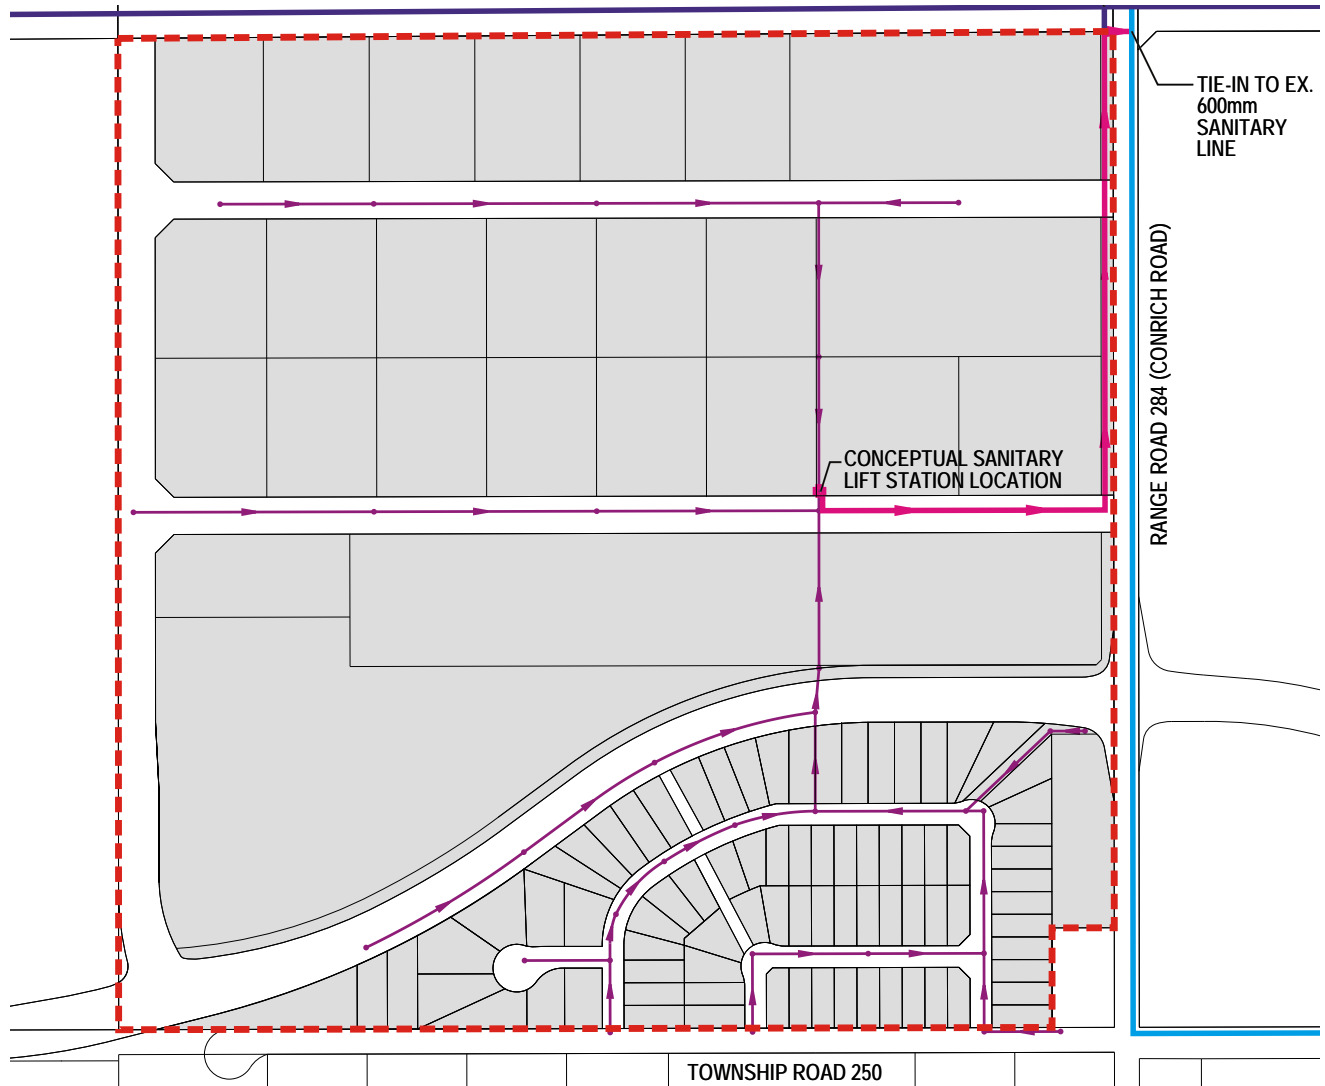 TIE-IN TO EX.
600mm
SANITARY
LINE
RANGE ROAD 284 (CONRICH ROAD)
CONCEPTUAL SANITARY
LIFT STATION LOCATION
TOWNSHIP ROAD 250